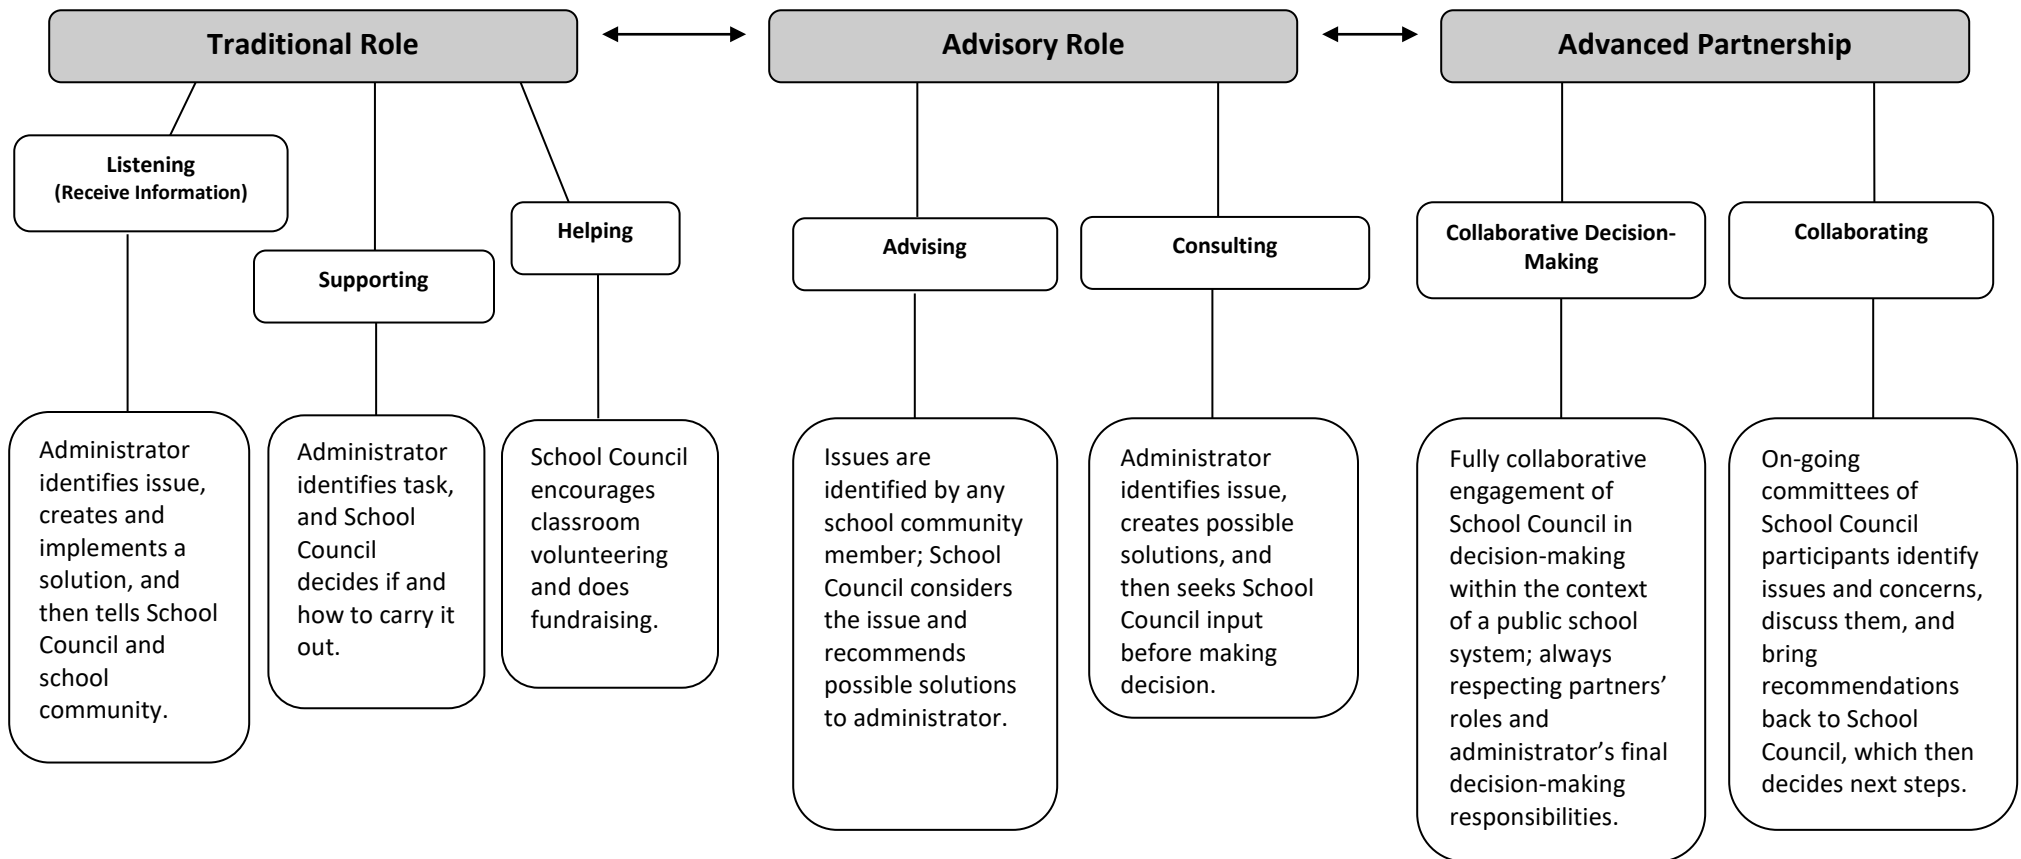 Traditional Role
Advisory Role
Advanced Partnership
Listening
(Receive Information)
Supporting
Helping
Advising
Consulting
Collaborative Decision-
Making
Collaborating
Administrator
identifies issue,
creates and
implements a
solution, and
then tells School
Council and
school
community.
Administrator
identifies task,
and School
Council
decides if and
how to carry it
out.
School Council
encourages
classroom
volunteering
and does
fundraising.
Issues are
identified by any
school community
member; School
Council considers
the issue and
recommends
possible solutions
to administrator.
Administrator
identifies issue,
creates possible
solutions, and
then seeks School
Council input
before making
decision.
Fully collaborative
engagement of
School Council in
decision-making
within the context
of a public school
system; always
respecting partners’
roles and
administrator’s final
decision-making
responsibilities.
On-going
committees of
School Council
participants identify
issues and concerns,
discuss them, and
bring
recommendations
back to School
Council, which then
decides next steps.